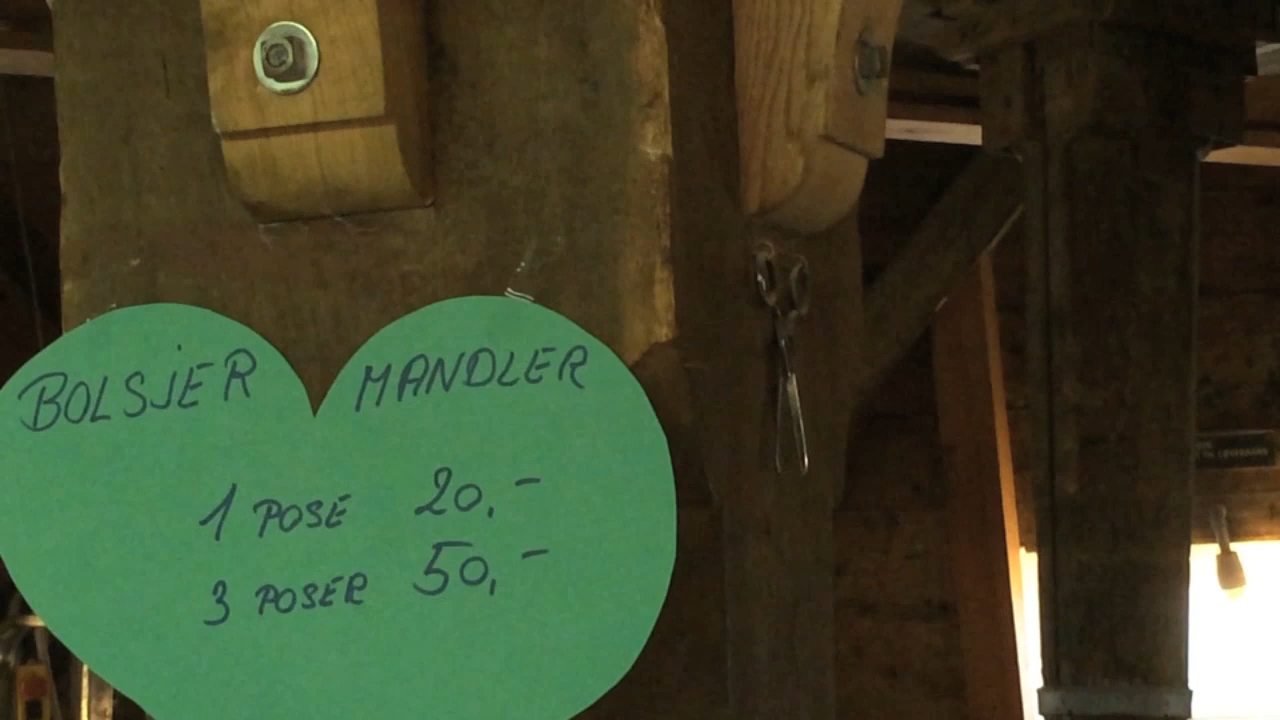 BOLSJER MANDLER
1 POSE 20,-
3 POSER 50,-